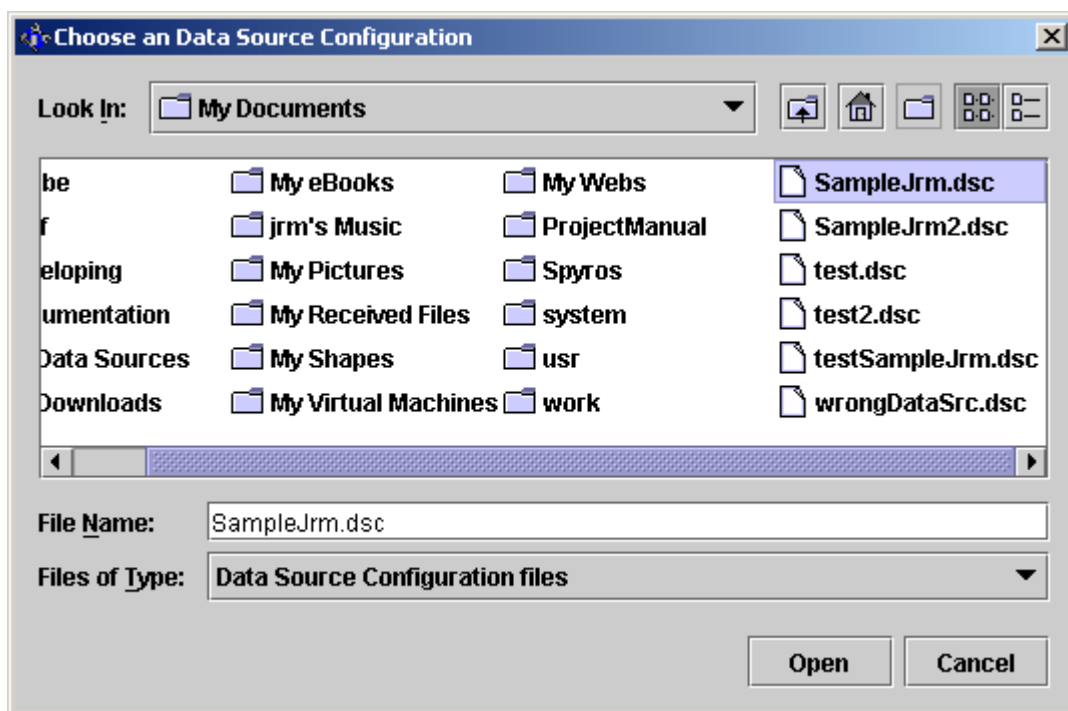 Choose an Data Source Configuration
Look In: My Documents
be My eBooks My Webs SampleJrm.dsc
f jrm's Music ProjectManual SampleJrm2.dsc
eloping My Pictures Spyros test.dsc
umentation My Received Files system test2.dsc
Data Sources My Shapes usr testSampleJrm.dsc
Downloads My Virtual Machines work wrongDataSrc.dsc
File Name: SampleJrm.dsc
Files of Type: Data Source Configuration files
Open Cancel